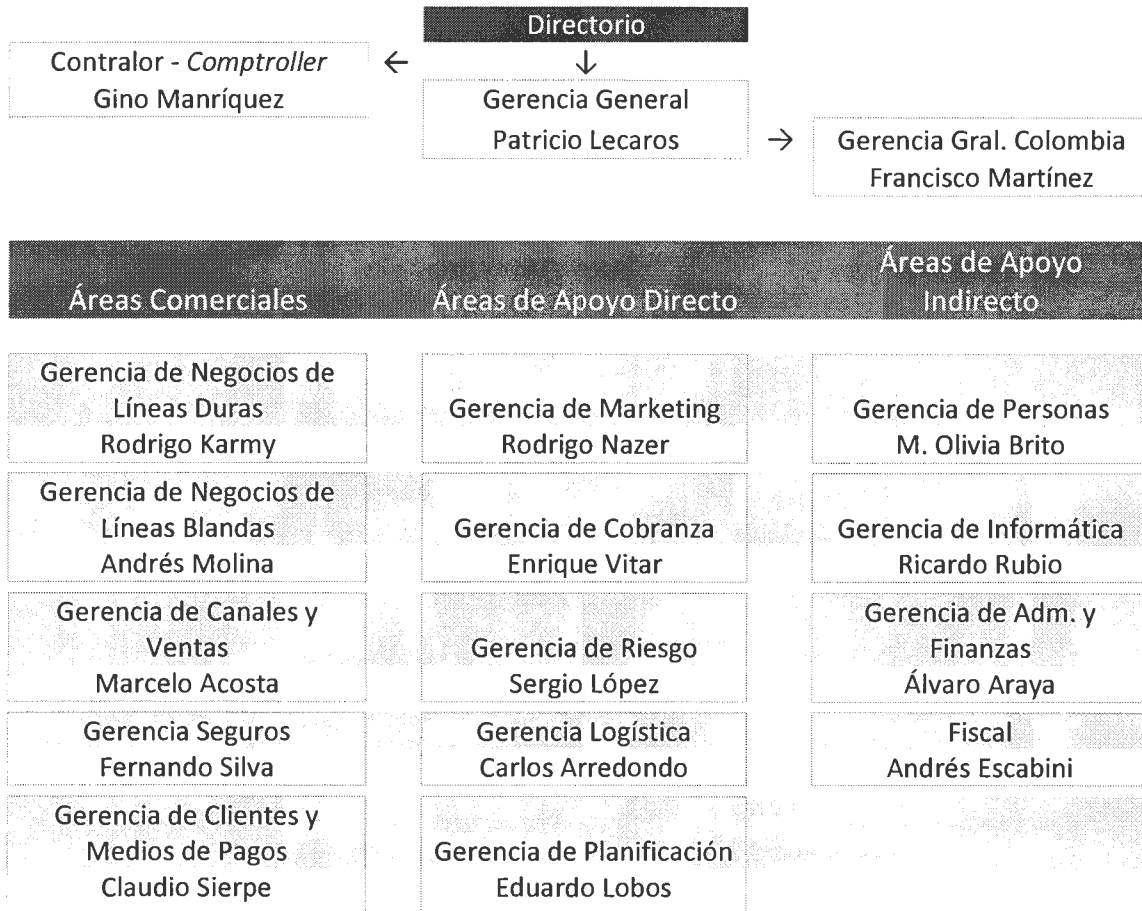 Directorio
Contralor - Comptroller
Gino Manríquez
←
↓
Gerencia General
Patricio Lecaros
→
Gerencia Gral. Colombia
Francisco Martínez
Áreas Comerciales
Áreas de Apoyo Directo
Áreas de Apoyo
Indirecto
Gerencia de Negocios de
Líneas Duras
Rodrigo Karmy
Gerencia de Marketing
Rodrigo Nazer
Gerencia de Personas
M. Olivia Brito
Gerencia de Negocios de
Líneas Blandas
Andrés Molina
Gerencia de Cobranza
Enrique Vitar
Gerencia de Informática
Ricardo Rubio
Gerencia de Canales y
Ventas
Marcelo Acosta
Gerencia de Riesgo
Sergio López
Gerencia de Adm. y
Finanzas
Álvaro Araya
Gerencia Seguros
Fernando Silva
Gerencia Logística
Carlos Arredondo
Fiscal
Andrés Escabini
Gerencia de Clientes y
Medios de Pagos
Claudio Sierpe
Gerencia de Planificación
Eduardo Lobos